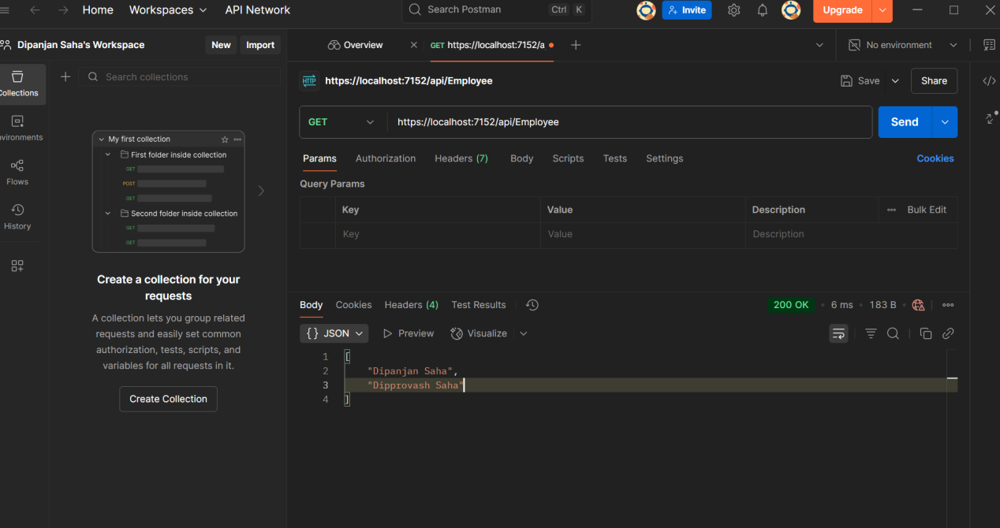 Home Workspaces API Network Search Postman Ctrl K Invite Upgrade
Dipanjan Saha's Workspace New Import Overview GET https://localhost:7152/a No environment
Search collections
Collections
HTTP https://localhost:7152/api/Employee Save Share
GET https://localhost:7152/api/Employee Send
vironments
Flows
History
My first collection
First folder inside collection
GET
POST
GET
Second folder inside collection
GET
GET
Create a collection for your
requests
A collection lets you group related
requests and easily set common
authorization, tests, scripts, and
variables for all requests in it.
Create Collection
Params Authorization Headers (7) Body Scripts Tests Settings Cookies
Query Params
Key Value Description Bulk Edit
Key Value Description
Body Cookies Headers (4) Test Results 200 OK 6 ms 183 B
{} JSON Preview Visualize
1 [
2 "Dipanjan Saha",
3 "Dipprovash Saha"
4 ]